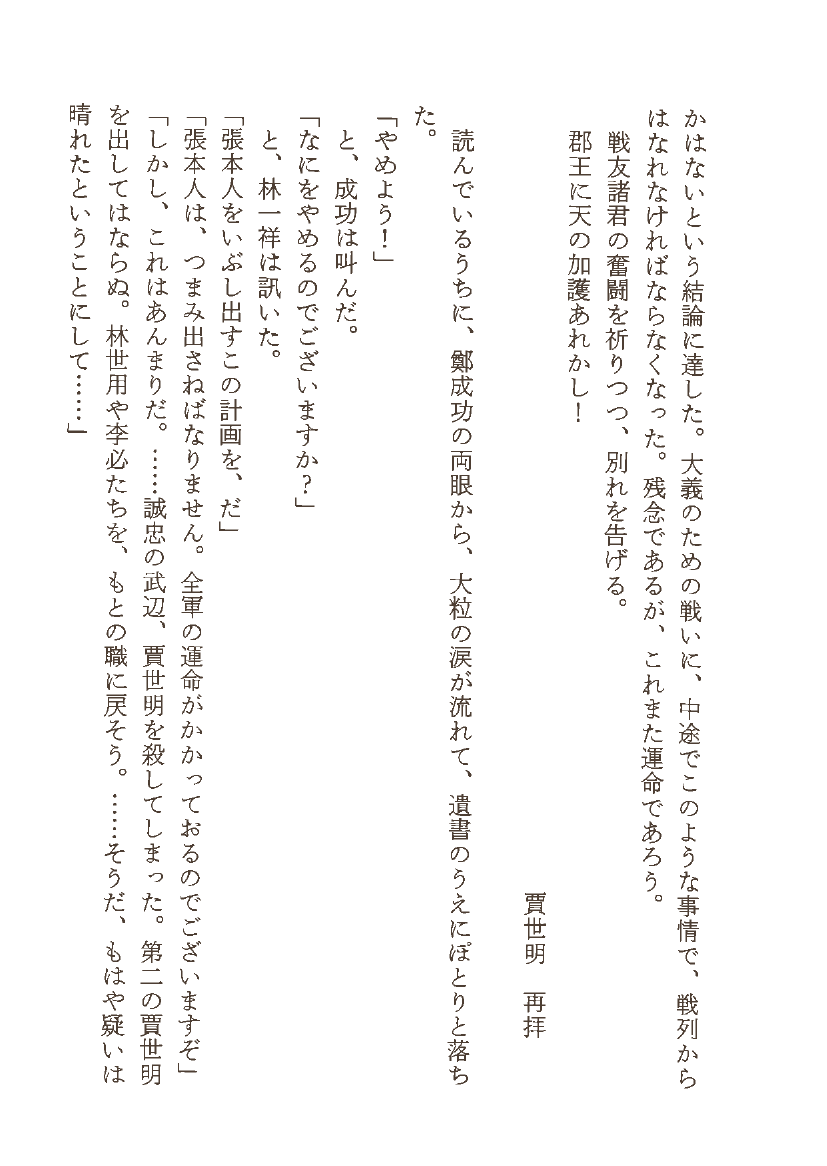 かはないという結論に達した。大義のための戦いに、中途でこのような事情で、戦列から
はなれなければならなくなった。残念であるが、これまた運命であろう。
戦友諸君の奮闘を祈りつつ、別れを告げる。
郡王に天の加護あれかし！
賈世明　再拝
読んでいるうちに、鄭成功の両眼から、大粒の涙が流れて、遺書のうえにぽとりと落ち
た。
「やめよう！」
と、成功は叫んだ。
「なにをやめるのでございますか？」
と、林一祥は訊いた。
「張本人をいぶし出すこの計画を、だ」
「張本人は、つまみ出さねばなりません。全軍の運命がかかっておるのでございますぞ」
「しかし、これはあんまりだ。……誠忠の武辺、賈世明を殺してしまった。第二の賈世明
を出してはならぬ。林世用や李必たちを、もとの職に戻そう。……そうだ、もはや疑いは
晴れたということにして……」